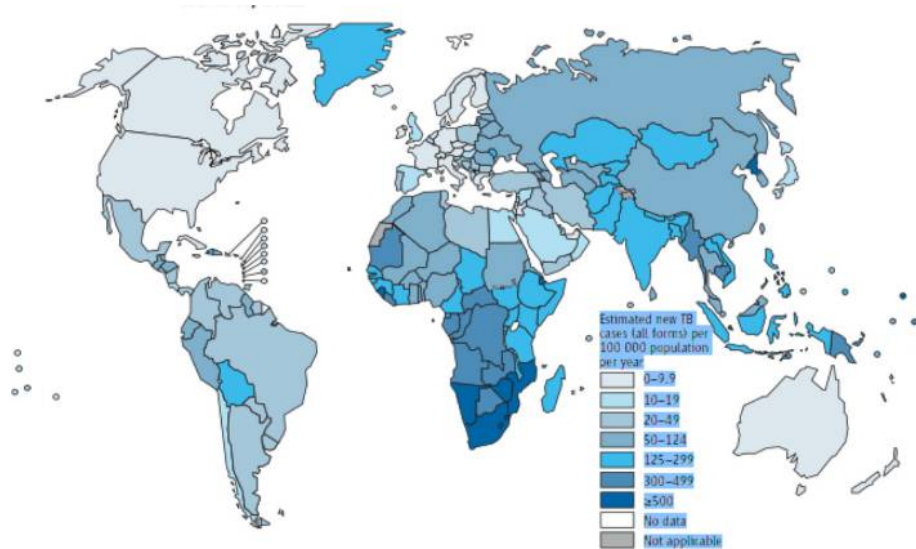 Estimated new TB
cases (all forms) per
100 000 population
per year
0–9.9
10–19
20–49
50–124
125–299
300–499
≥500
No data
Not applicable